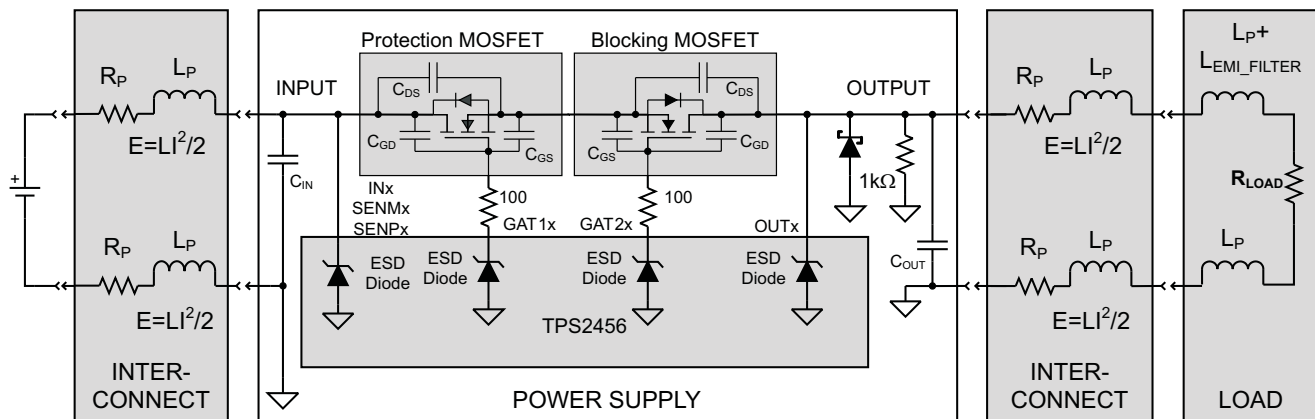 Protection MOSFET
Blocking MOSFET
L_P+
L_EMI_FILTER
R_P
L_P
INPUT
C_DS
C_DS
OUTPUT
R_P
L_P
E=LI²/2
C_GD
C_GS
C_GS
C_GD
E=LI²/2
+
C_IN
INx
SENMx
SENPx
100
GAT1x
100
GAT2x
OUTx
1kΩ
R_LOAD
R_P
L_P
ESD
Diode
ESD
Diode
ESD
Diode
ESD
Diode
C_OUT
R_P
L_P
L_P
E=LI²/2
TPS2456
E=LI²/2
INTER-
CONNECT
POWER SUPPLY
INTER-
CONNECT
LOAD